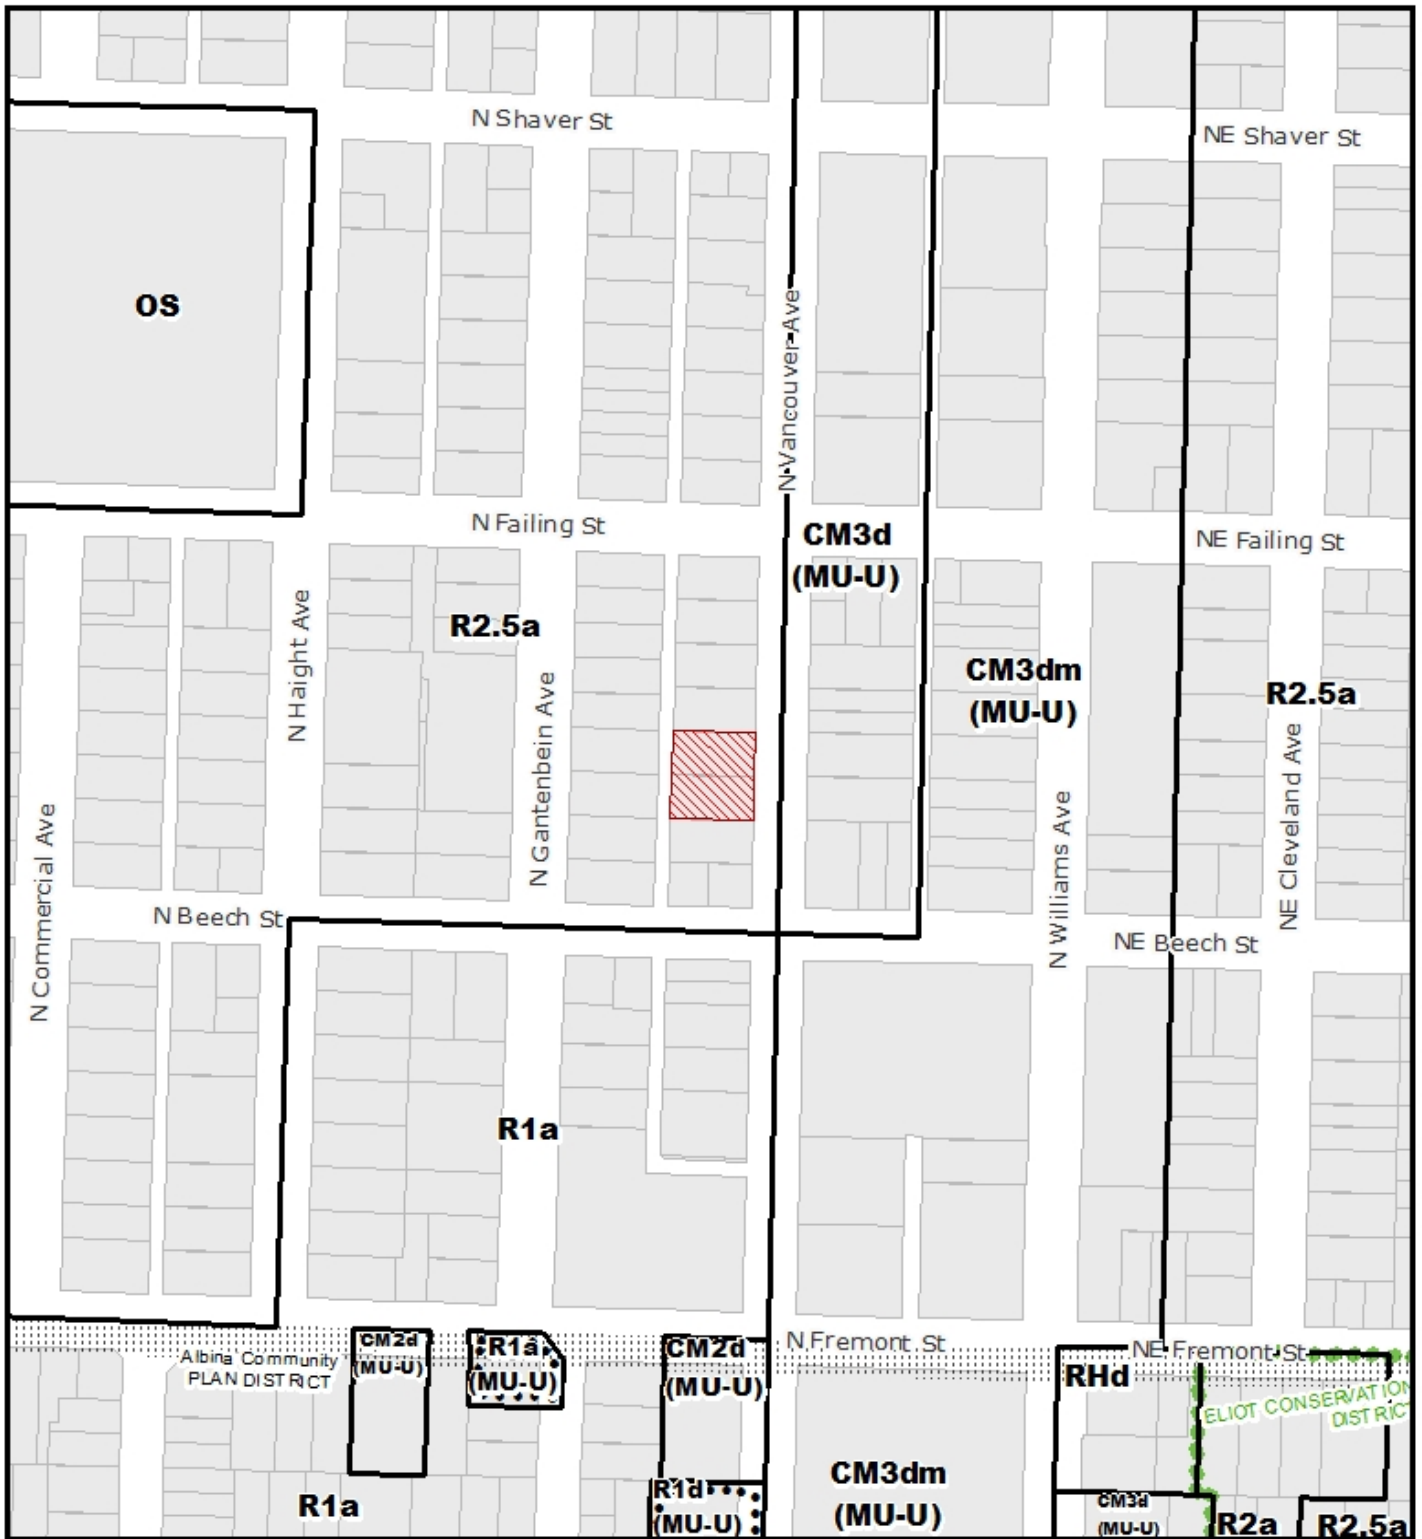 N Shaver St
NE Shaver St
OS
N Vancouver Ave
N Failing St
CM3d
(MU-U)
NE Failing St
N Haight Ave
R2.5a
N Gantenbein Ave
CM3dm
(MU-U)
R2.5a
NE Cleveland Ave
N Commercial Ave
N Williams Ave
N Beech St
NE Beech St
R1a
N Fremont St
NE Fremont St
Albina Community
PLAN DISTRICT
CM2d
(MU-U)
R1a
(MU-U)
CM2d
(MU-U)
RHd
ELIOT CONSERVATION
DISTRIC
R1a
R1d
(MU-U)
CM3dm
(MU-U)
CM3d
(MU-U)
R2a
R2.5a